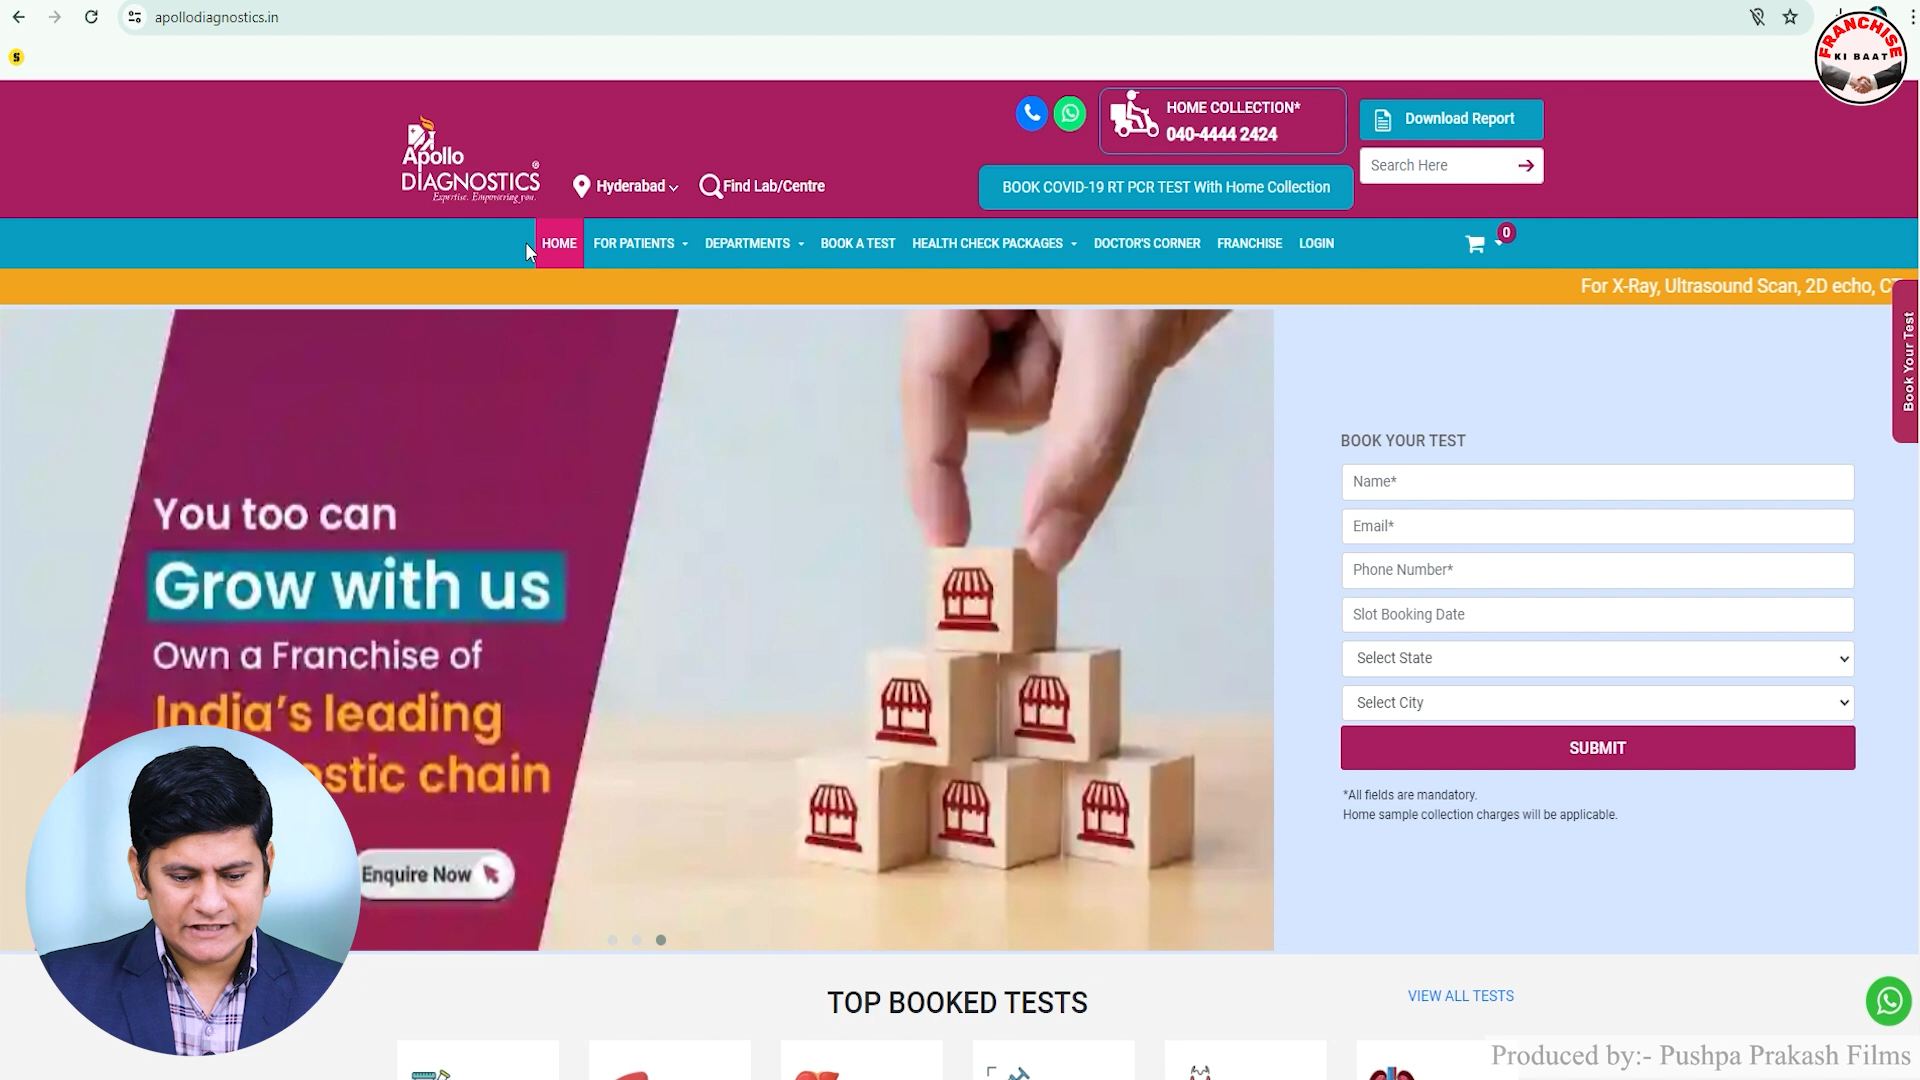 apollodiagnostics.in
S
FRANCHISE
KI BAAT
Apollo
DIAGNOSTICS®
Expertise. Empowering you.
Hyderabad
Find Lab/Centre
HOME COLLECTION*
040-4444 2424
Download Report
Search Here
BOOK COVID-19 RT PCR TEST With Home Collection
HOME
FOR PATIENTS
DEPARTMENTS
BOOK A TEST
HEALTH CHECK PACKAGES
DOCTOR'S CORNER
FRANCHISE
LOGIN
0
For X-Ray, Ultrasound Scan, 2D echo,
Book Your Test
You too can
Grow with us
Own a Franchise of
India's leading
chain
Enquire Now
BOOK YOUR TEST
Name*
Email*
Phone Number*
Slot Booking Date
Select State
Select City
SUBMIT
*All fields are mandatory.
Home sample collection charges will be applicable.
TOP BOOKED TESTS
VIEW ALL TESTS
Produced by:- Pushpa Prakash Films